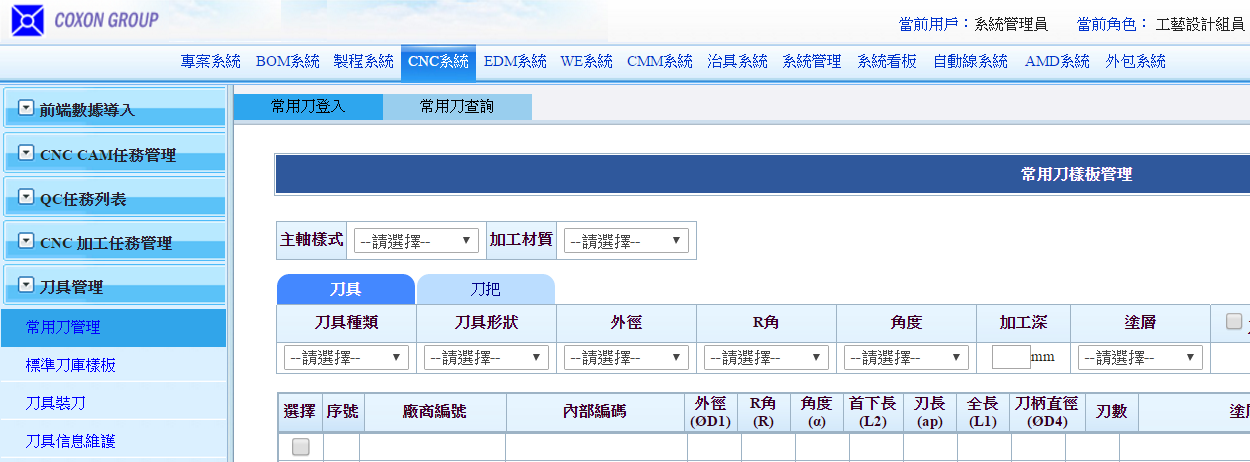 COXON GROUP
當前用戶：系統管理員 當前角色： 工藝設計組員
專案系統 BOM系統 製程系統 CNC系統 EDM系統 WE系統 CMM系統 治具系統 系統管理 系統看板 自動線系統 AMD系統 外包系統
前端數據導入
CNC CAM任務管理
QC任務列表
CNC 加工任務管理
刀具管理
常用刀管理
標準刀庫樣板
刀具裝刀
刀具信息維護
常用刀登入 常用刀查詢
常用刀樣板管理
主軸樣式 --請選擇-- 加工材質 --請選擇--
刀具 刀把
刀具種類 刀具形狀 外徑 R角 角度 加工深 塗層
--請選擇-- --請選擇-- --請選擇-- --請選擇-- --請選擇-- mm --請選擇--
選擇 序號 廠商編號 內部編碼 外徑 R角 角度 首下長 刃長 全長 刀柄直徑 刃數
(ØD1) (R) (α) (L2) (ap) (L1) (ØD4)